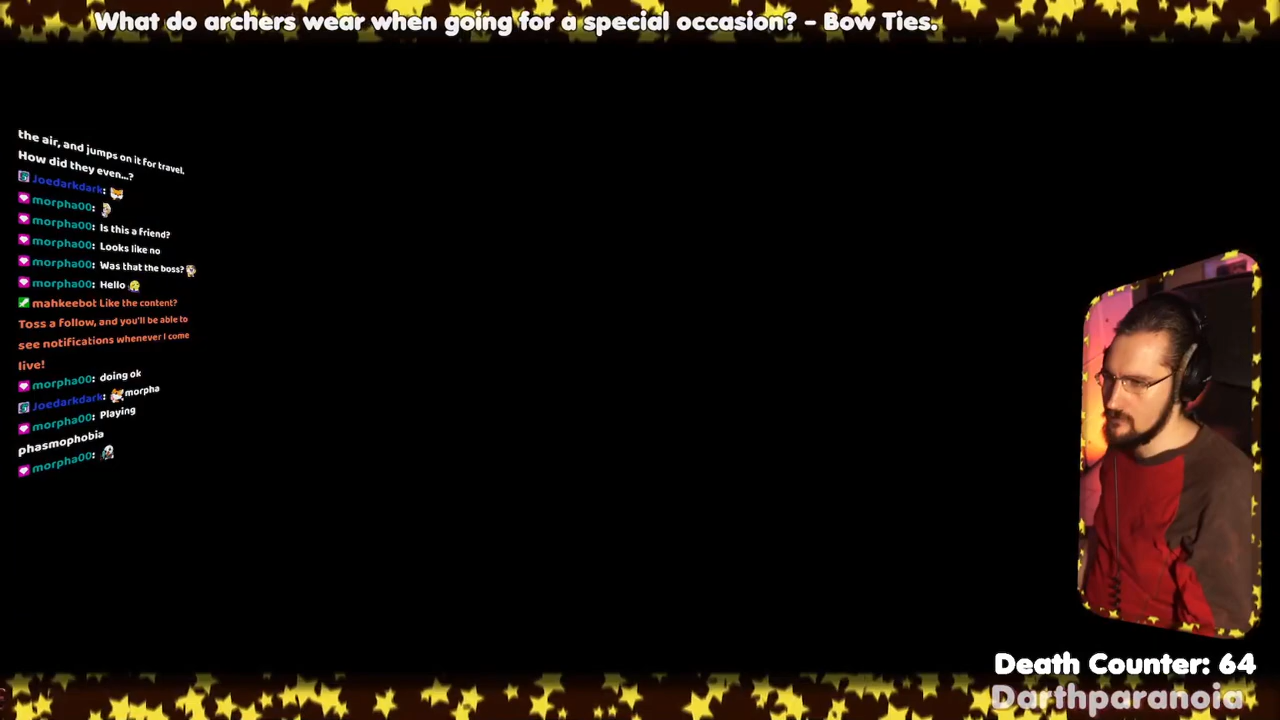 What do archers wear when going for a special occasion? - Bow Ties.
the air, and jumps on it for travel.
How did they even...?
Joedarkdark:
morpha00:
morpha00: Is this a friend?
morpha00: Looks like no
morpha00: Was that the boss?
morpha00: Hello
mahkeebot Like the content?
Toss a follow, and you'll be able to
see notifications whenever I come
live!
morpha00: doing ok
Joedarkdark: morpha
morpha00: Playing
phasmophobia
morpha00:
Death Counter: 64
Darthparanoia